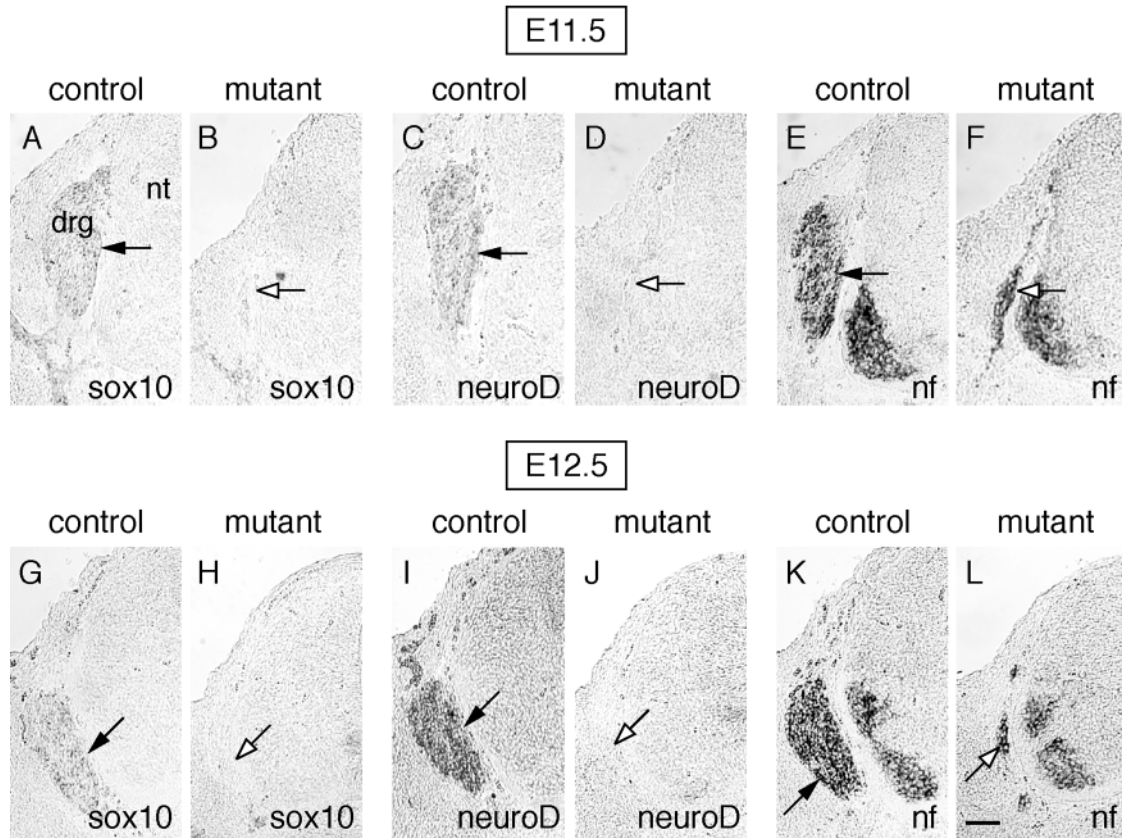 E11.5
control mutant control mutant control mutant
A B C D E F
nt
drg
sox10 sox10 neuroD neuroD nf nf
E12.5
control mutant control mutant control mutant
G H I J K L
sox10 sox10 neuroD neuroD nf nf